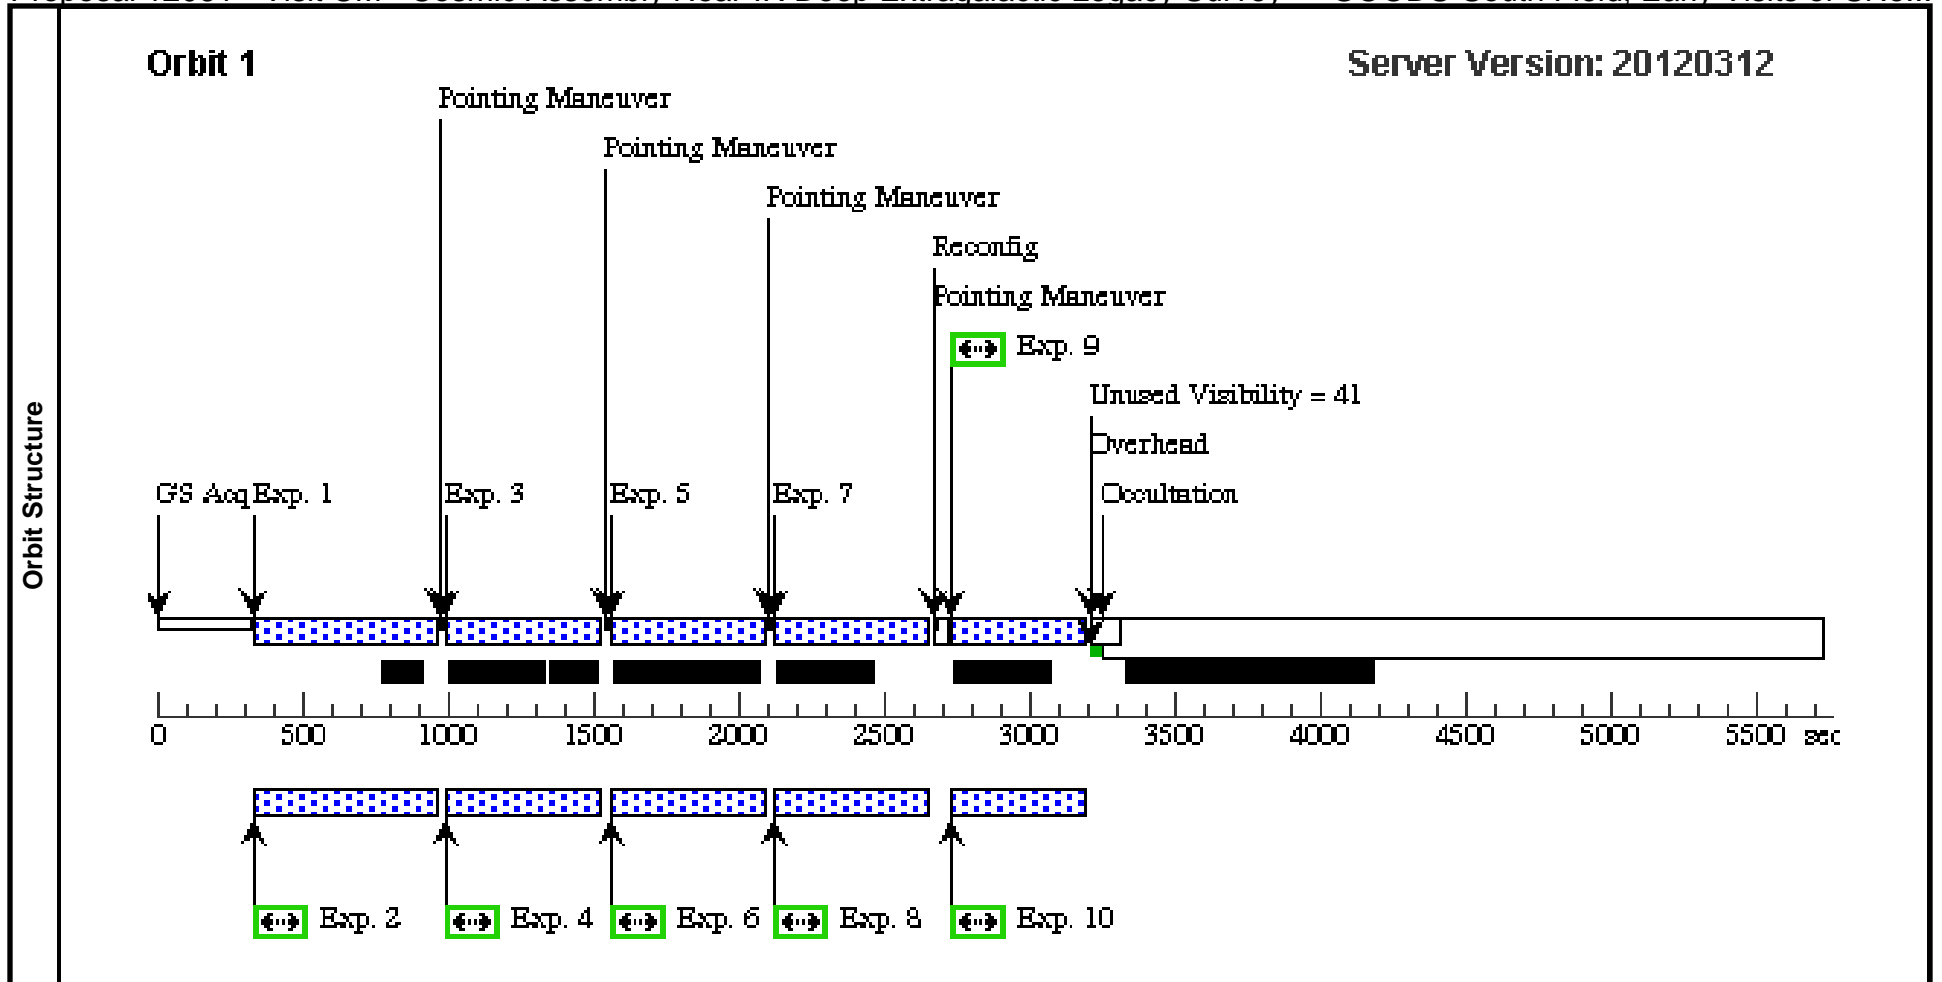 Orbit 1
Server Version: 20120312
Pointing Maneuver
Pointing Maneuver
Pointing Maneuver
Reconfig
Pointing Maneuver
Exp. 9
Unused Visibility = 41
Overhead
GS Acq Exp. 1 Exp. 3 Exp. 5 Exp. 7 Occultation
Orbit Structure
0 500 1000 1500 2000 2500 3000 3500 4000 4500 5000 5500 sec
Exp. 2 Exp. 4 Exp. 6 Exp. 8 Exp. 10